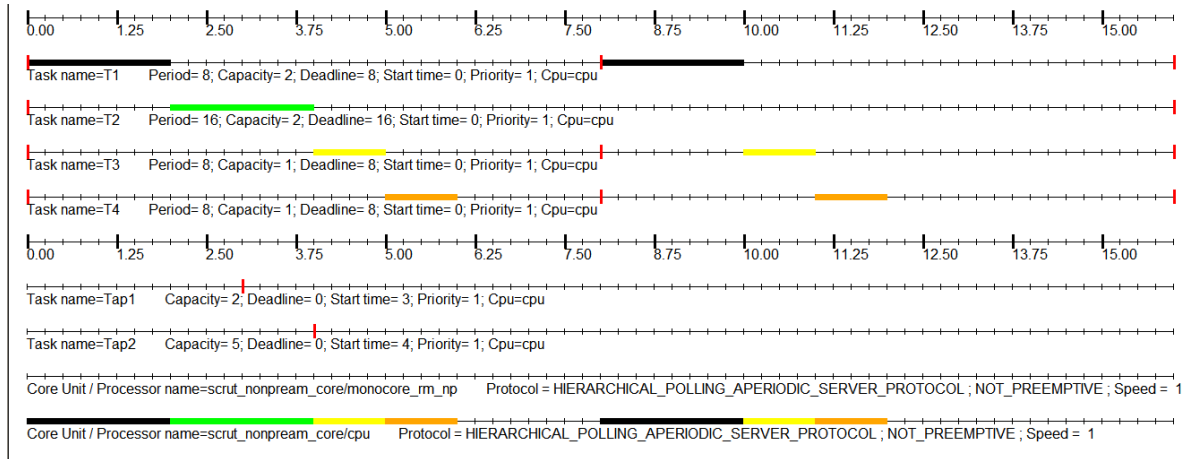 0.00 1.25 2.50 3.75 5.00 6.25 7.50 8.75 10.00 11.25 12.50 13.75 15.00
Task name=T1 Period= 8; Capacity= 2; Deadline= 8; Start time= 0; Priority= 1; Cpu=cpu
Task name=T2 Period= 16; Capacity= 2; Deadline= 16; Start time= 0; Priority= 1; Cpu=cpu
Task name=T3 Period= 8; Capacity= 1; Deadline= 8; Start time= 0; Priority= 1; Cpu=cpu
Task name=T4 Period= 8; Capacity= 1; Deadline= 8; Start time= 0; Priority= 1; Cpu=cpu
0.00 1.25 2.50 3.75 5.00 6.25 7.50 8.75 10.00 11.25 12.50 13.75 15.00
Task name=Tap1 Capacity= 2; Deadline= 0; Start time= 3; Priority= 1; Cpu=cpu
Task name=Tap2 Capacity= 5; Deadline= 0; Start time= 4; Priority= 1; Cpu=cpu
Core Unit / Processor name=scrut_nonpream_core/monocore_rm_np Protocol = HIERARCHICAL_POLLING_APERIODIC_SERVER_PROTOCOL ; NOT_PREEMPTIVE ; Speed = 1
Core Unit / Processor name=scrut_nonpream_core/cpu Protocol = HIERARCHICAL_POLLING_APERIODIC_SERVER_PROTOCOL ; NOT_PREEMPTIVE ; Speed = 1